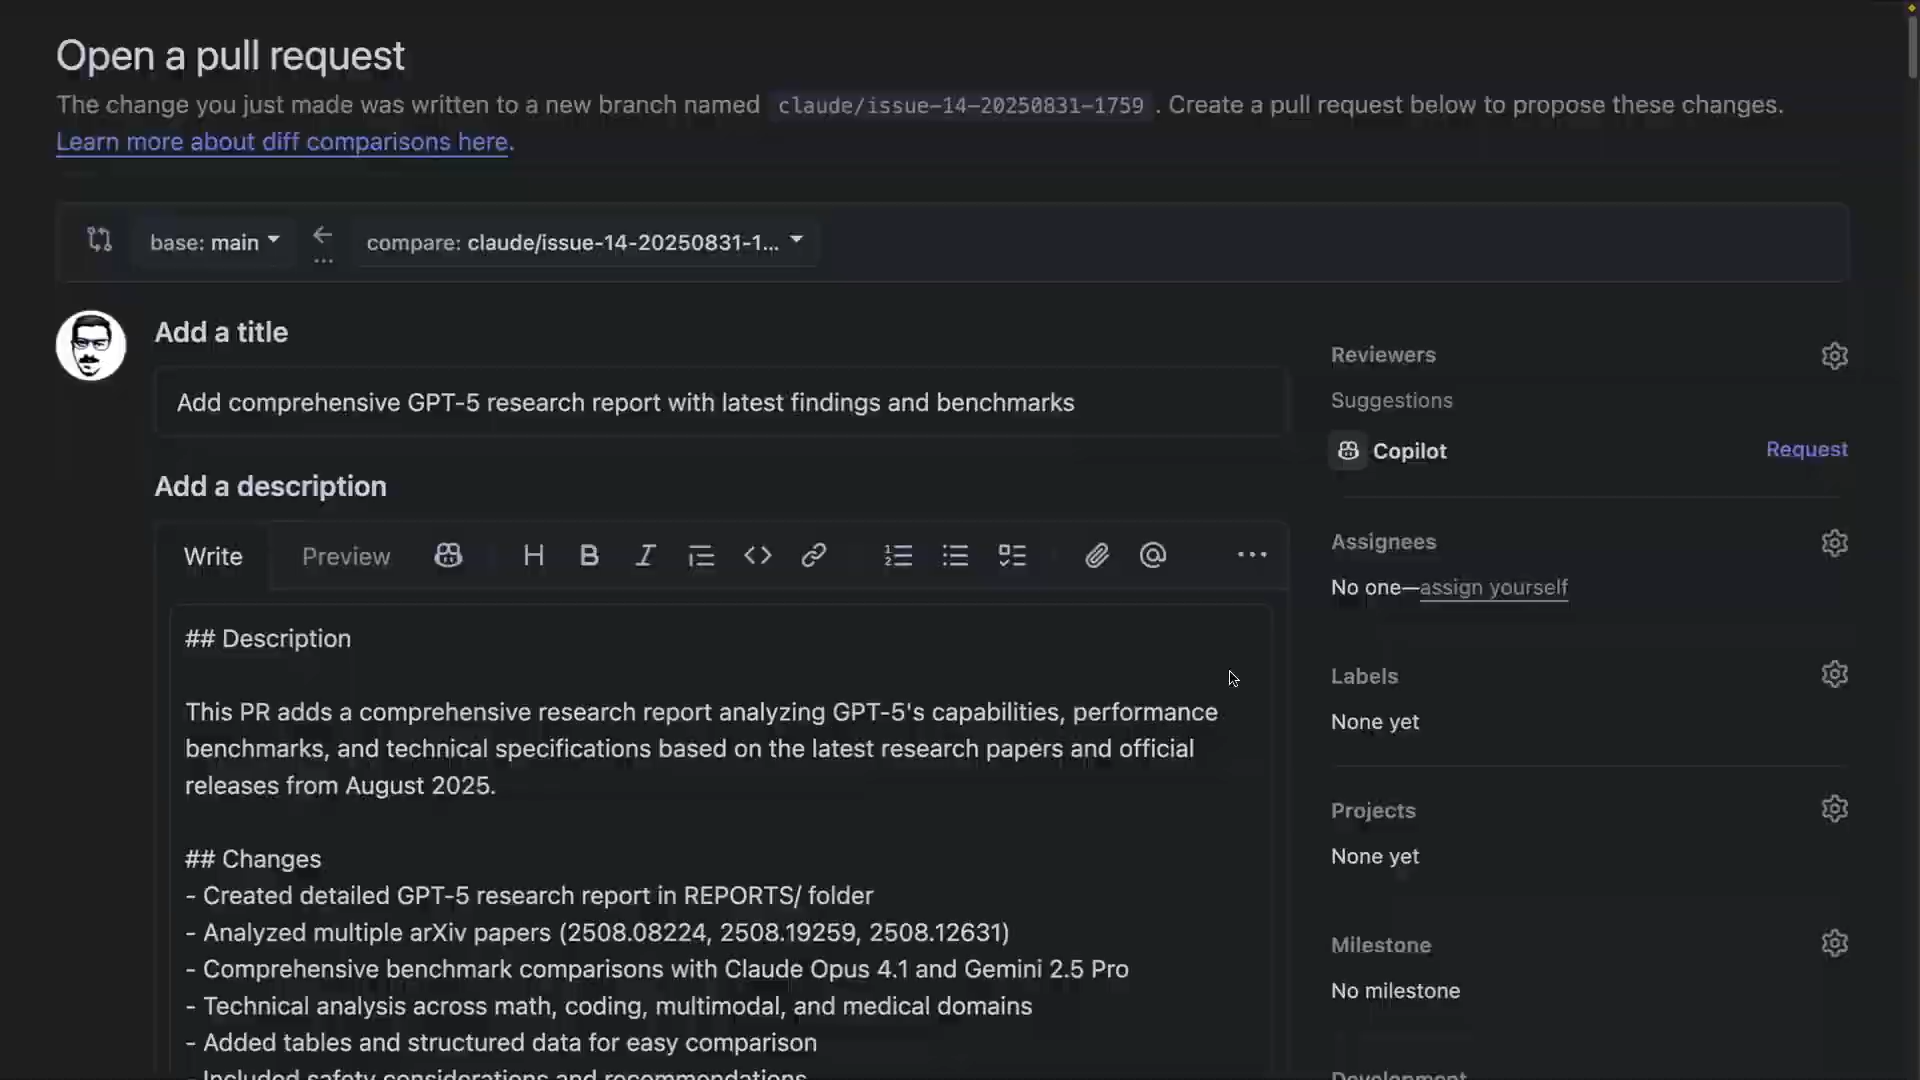 Open a pull request
The change you just made was written to a new branch named claude/issue-14-20250831-1759 . Create a pull request below to propose these changes.
Learn more about diff comparisons here.
base: main
compare: claude/issue-14-20250831-1...
Add a title
Add comprehensive GPT-5 research report with latest findings and benchmarks
Add a description
Write Preview
## Description
This PR adds a comprehensive research report analyzing GPT-5's capabilities, performance
benchmarks, and technical specifications based on the latest research papers and official
releases from August 2025.
## Changes
- Created detailed GPT-5 research report in REPORTS/ folder
- Analyzed multiple arXiv papers (2508.08224, 2508.19259, 2508.12631)
- Comprehensive benchmark comparisons with Claude Opus 4.1 and Gemini 2.5 Pro
- Technical analysis across math, coding, multimodal, and medical domains
- Added tables and structured data for easy comparison
- Included safety considerations and recommendations
Reviewers
Suggestions
Copilot Request
Assignees
No one—assign yourself
Labels
None yet
Projects
None yet
Milestone
No milestone
Development